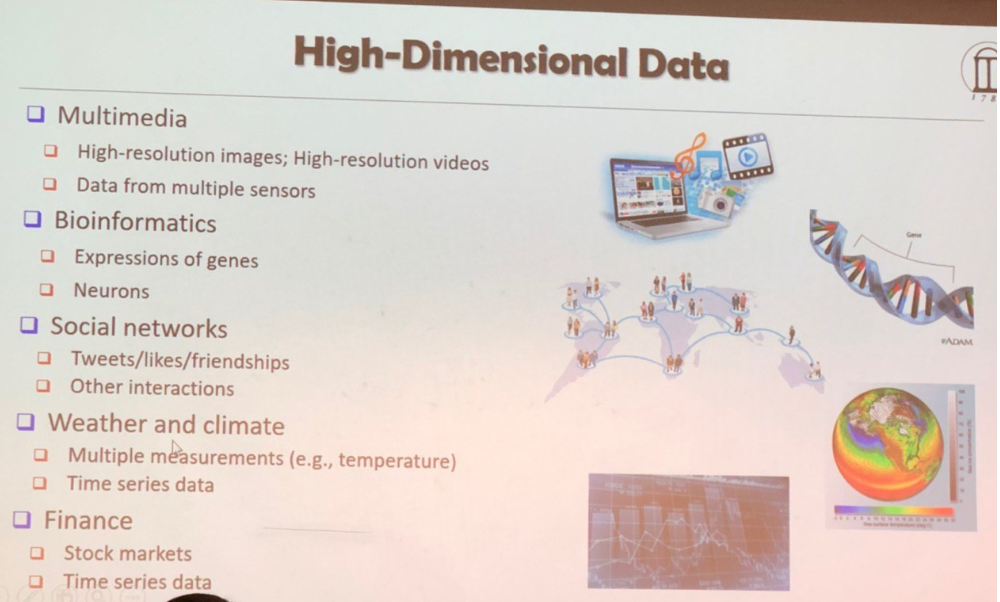 High-Dimensional Data
178
Multimedia
High-resolution images; High-resolution videos
Data from multiple sensors
Bioinformatics
Expressions of genes
Neurons
Social networks
Tweets/likes/friendships
Other interactions
Weather and climate
Multiple measurements (e.g., temperature)
Time series data
Finance
Stock markets
Time series data
Gene
ADAM